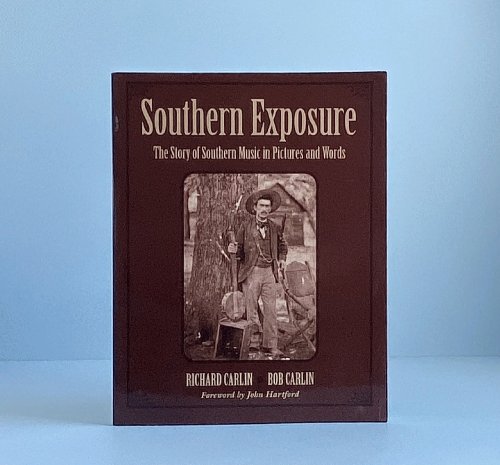 Southern Exposure
The Story of Southern Music in Pictures and Words
RICHARD CARLIN BOB CARLIN
Foreword by John Hartford